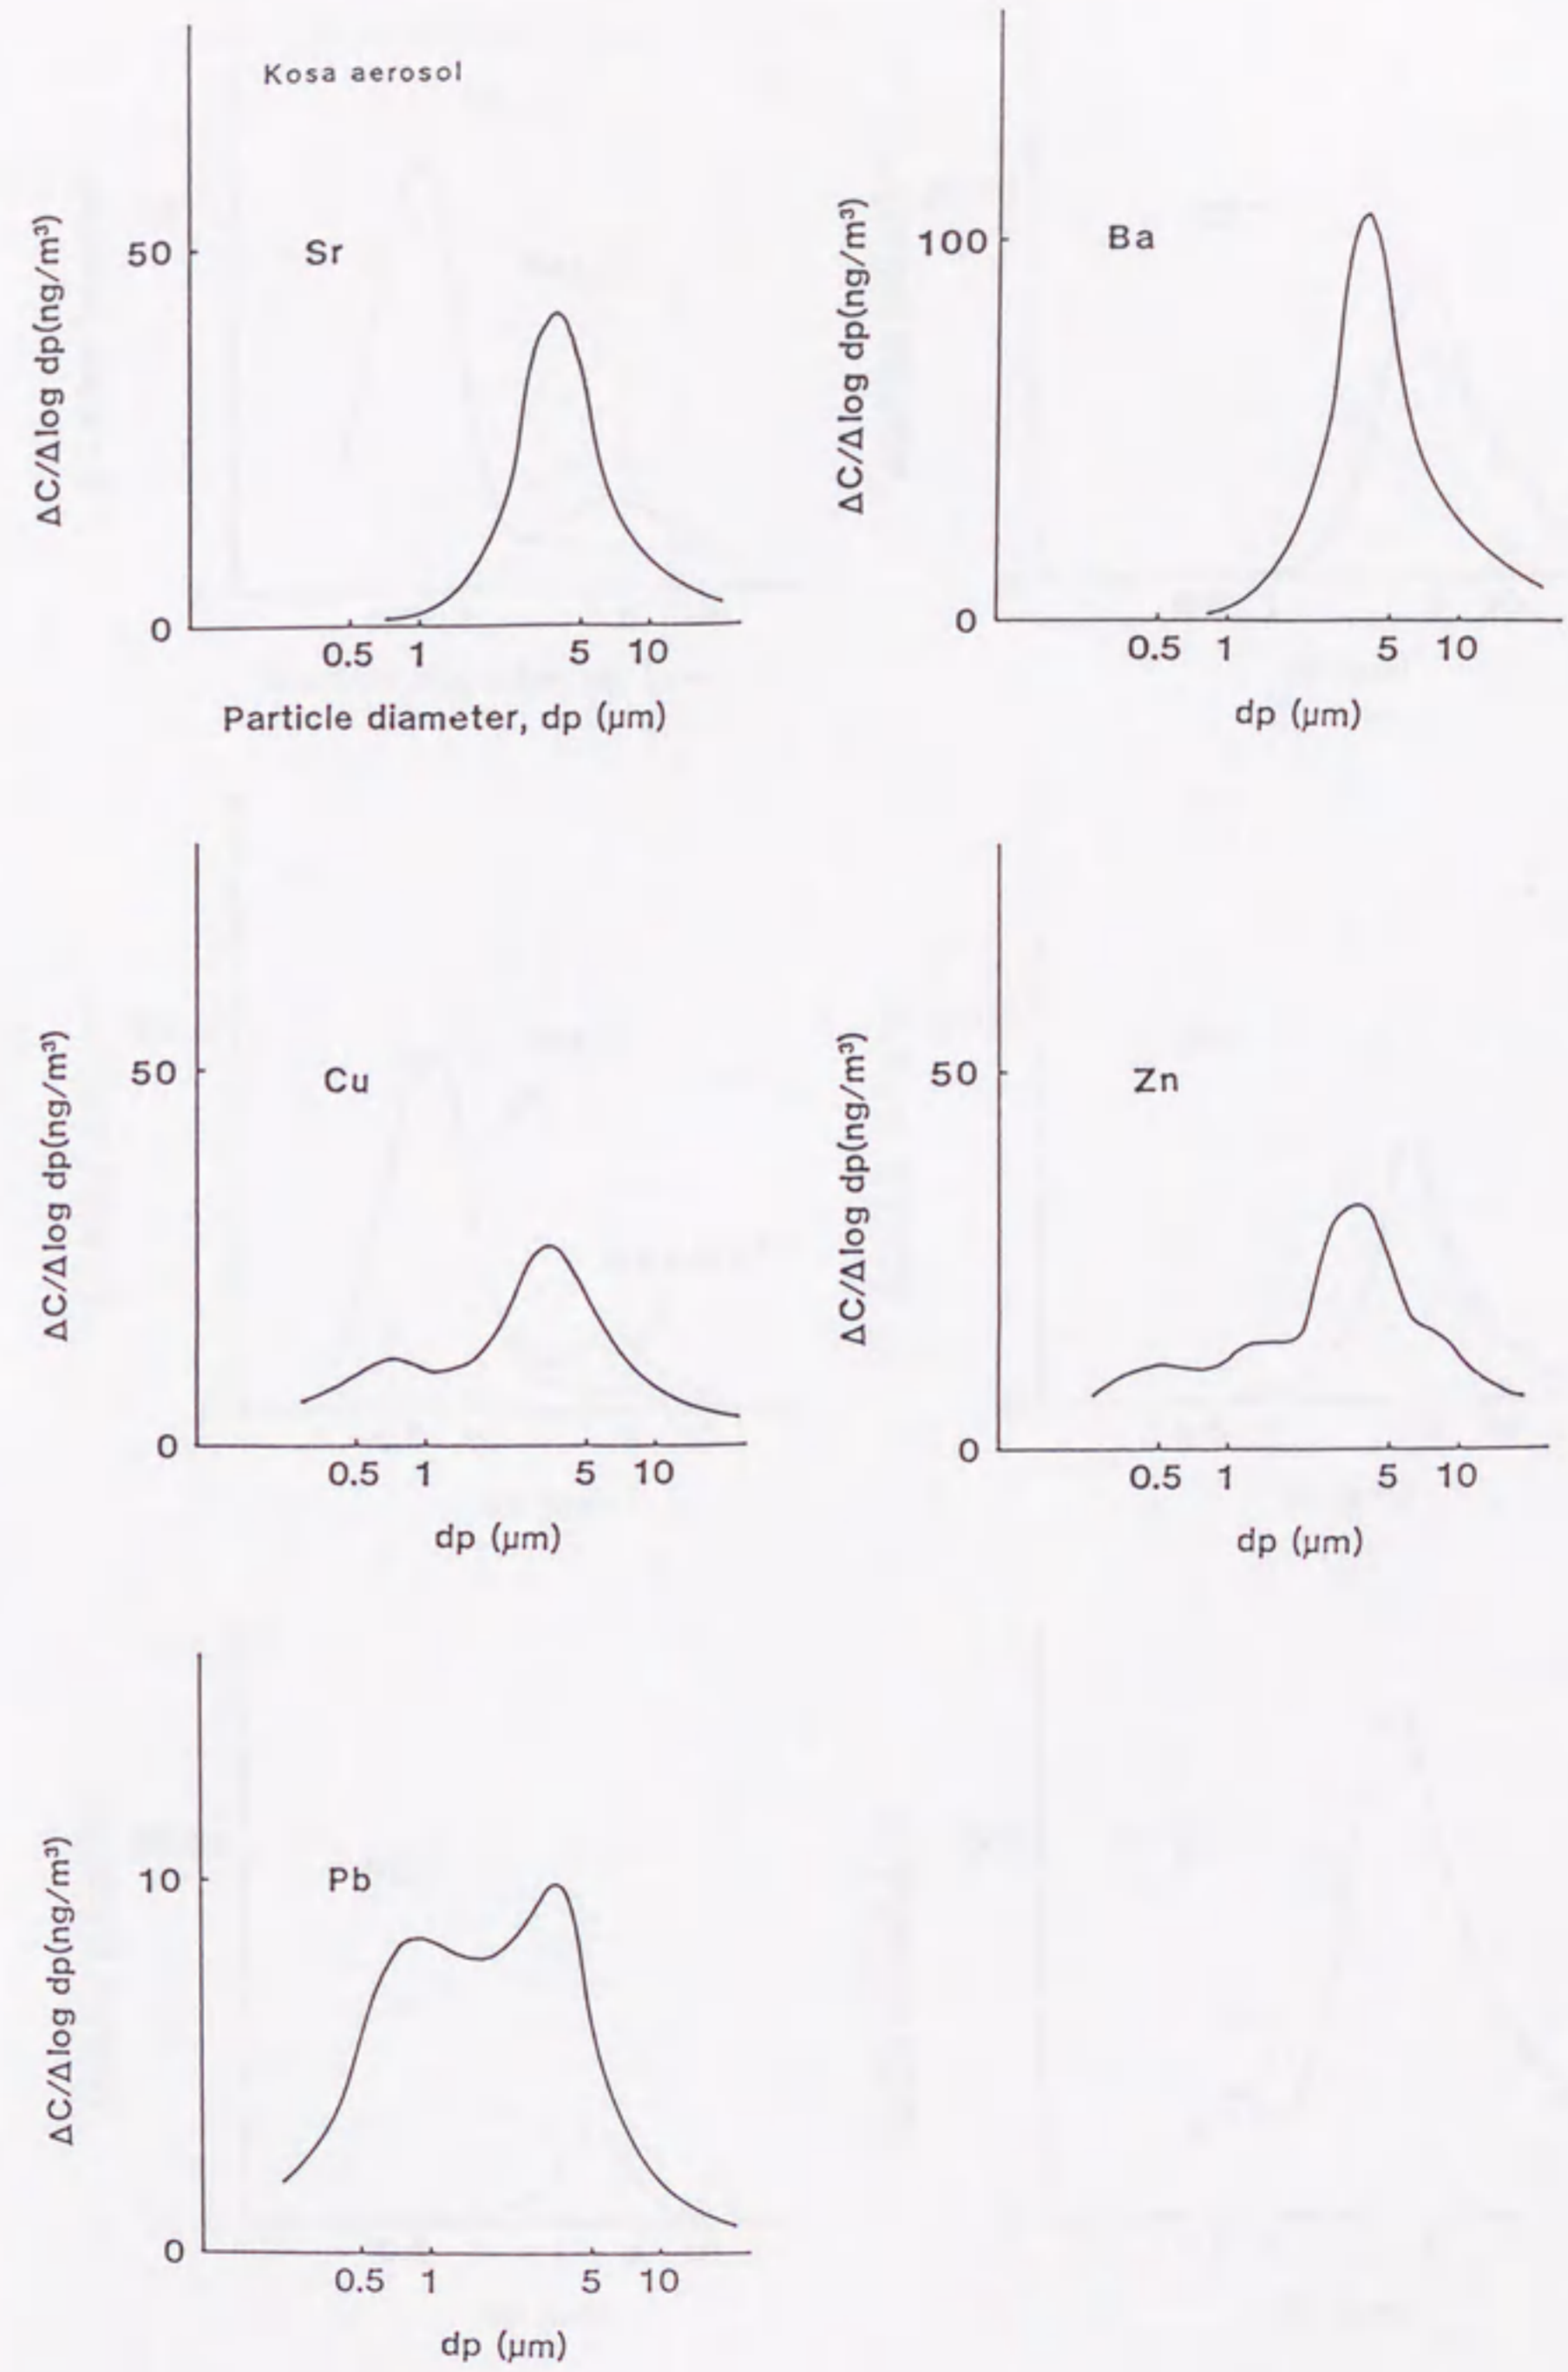 Kosa aerosol
ΔC/Δlog dp(ng/m³)
50
Sr
0
0.5 1 5 10
Particle diameter, dp (μm)
ΔC/Δlog dp(ng/m³)
100
Ba
0
0.5 1 5 10
dp (μm)
ΔC/Δlog dp(ng/m³)
50
Cu
0
0.5 1 5 10
dp (μm)
ΔC/Δlog dp(ng/m³)
50
Zn
0
0.5 1 5 10
dp (μm)
ΔC/Δlog dp(ng/m³)
10
Pb
0
0.5 1 5 10
dp (μm)